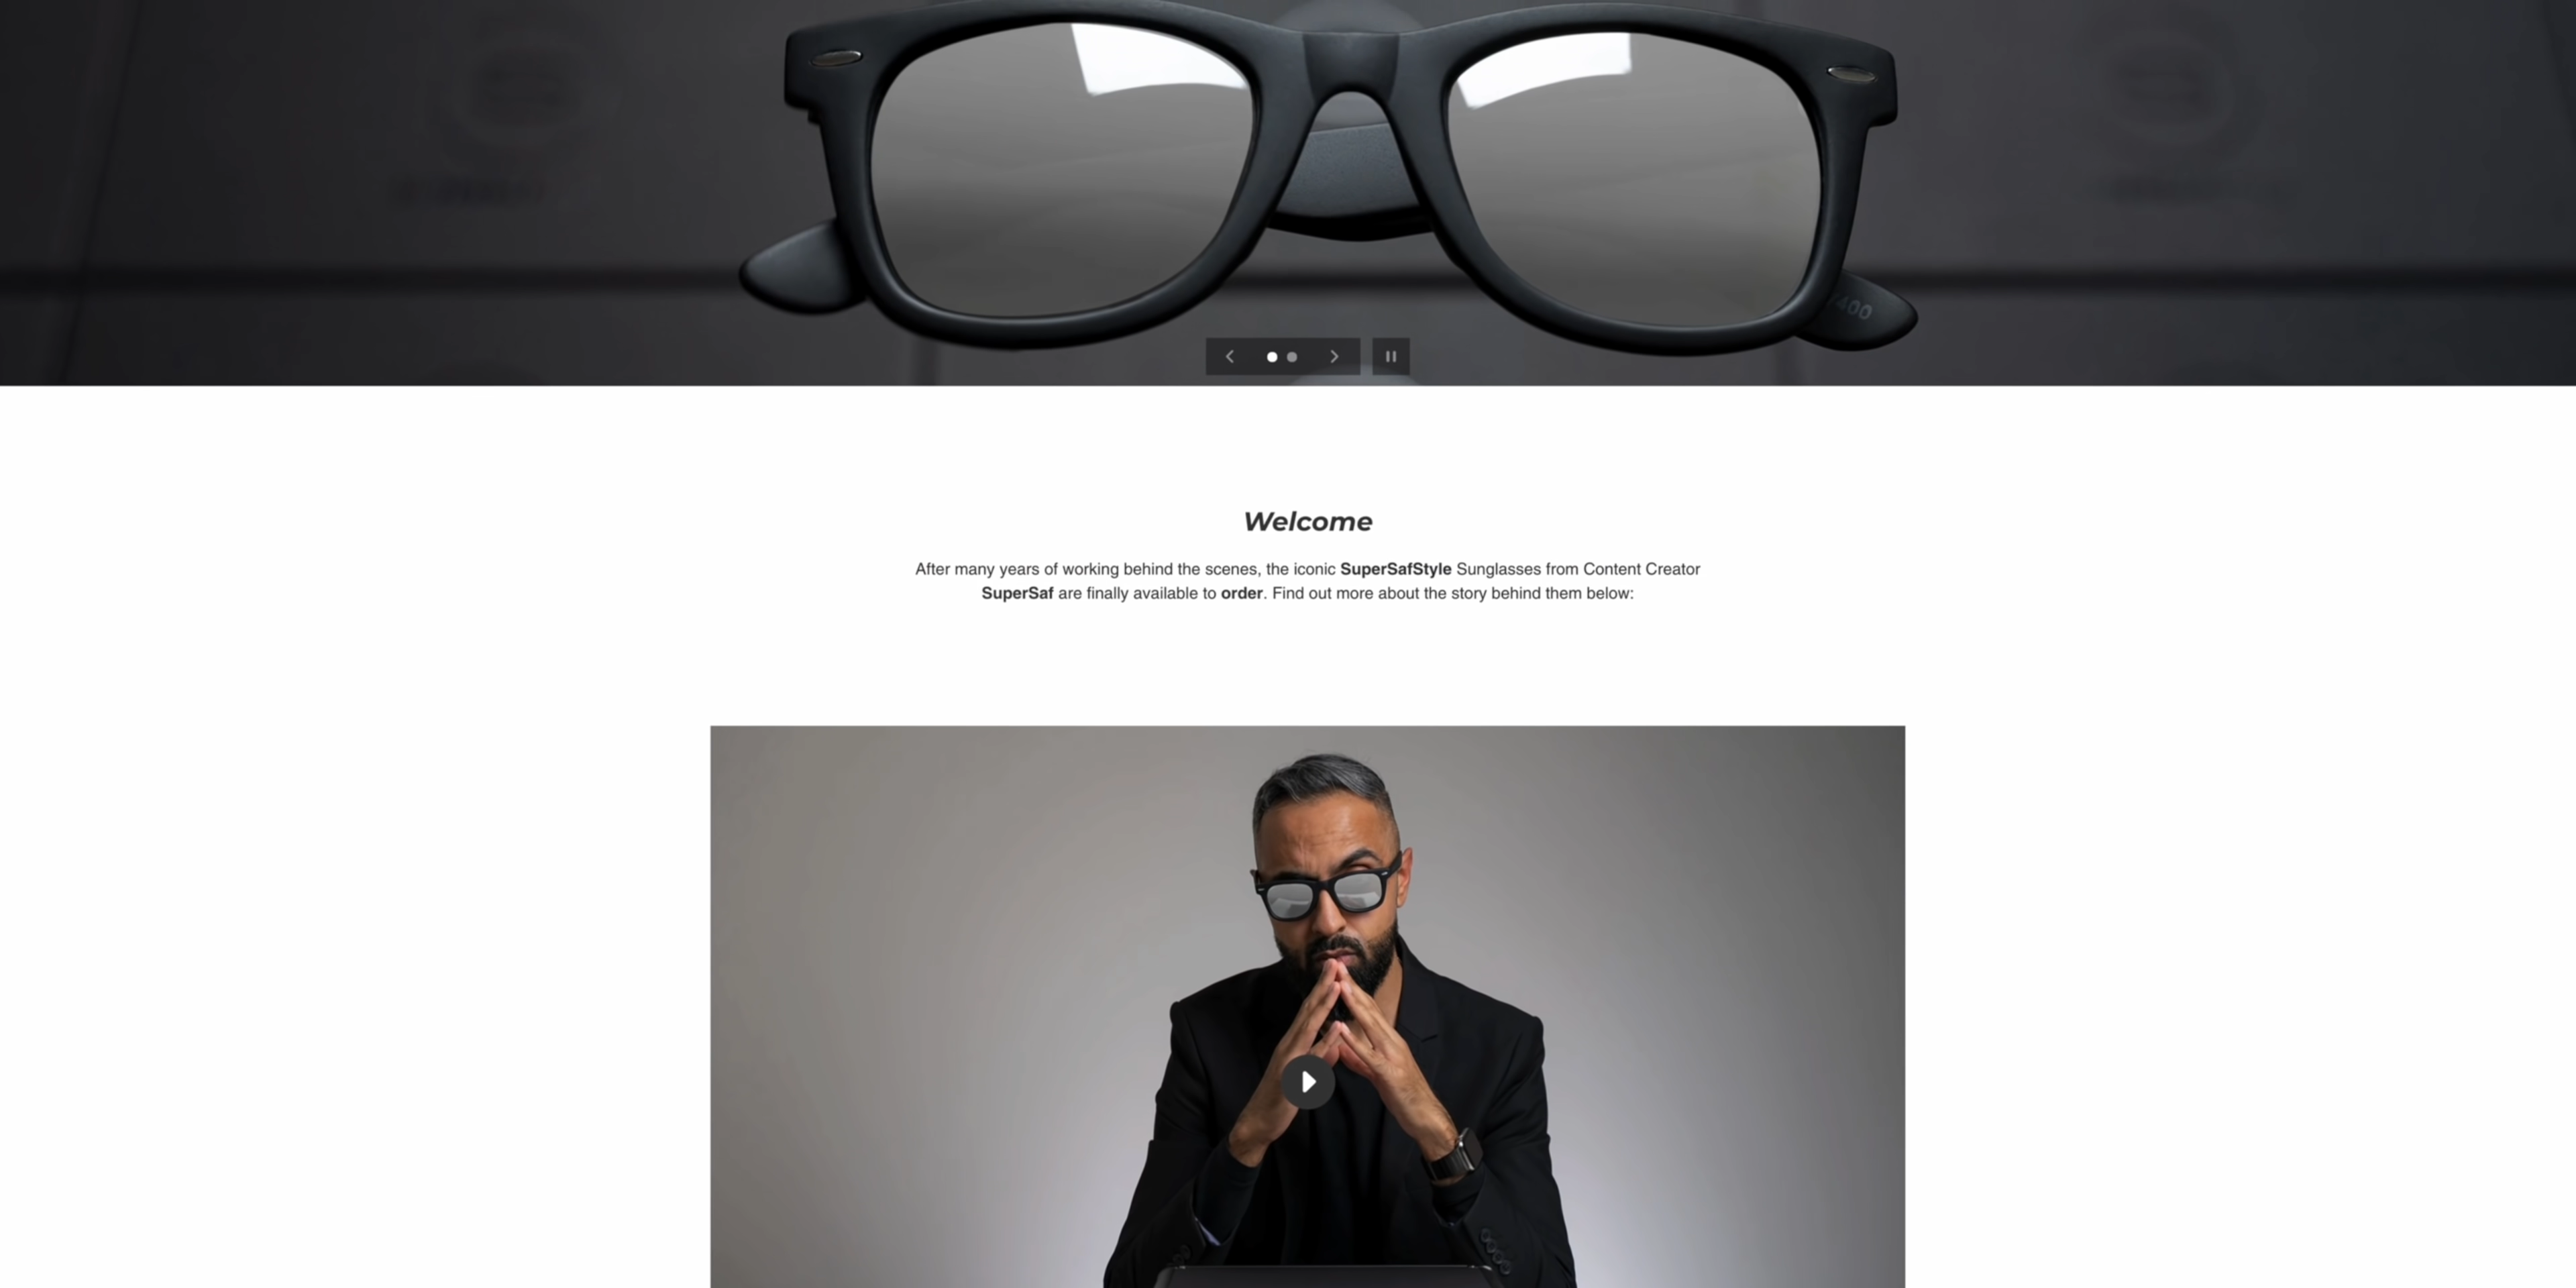 400
Welcome
After many years of working behind the scenes, the iconic SuperSafStyle Sunglasses from Content Creator
SuperSaf are finally available to order. Find out more about the story behind them below: